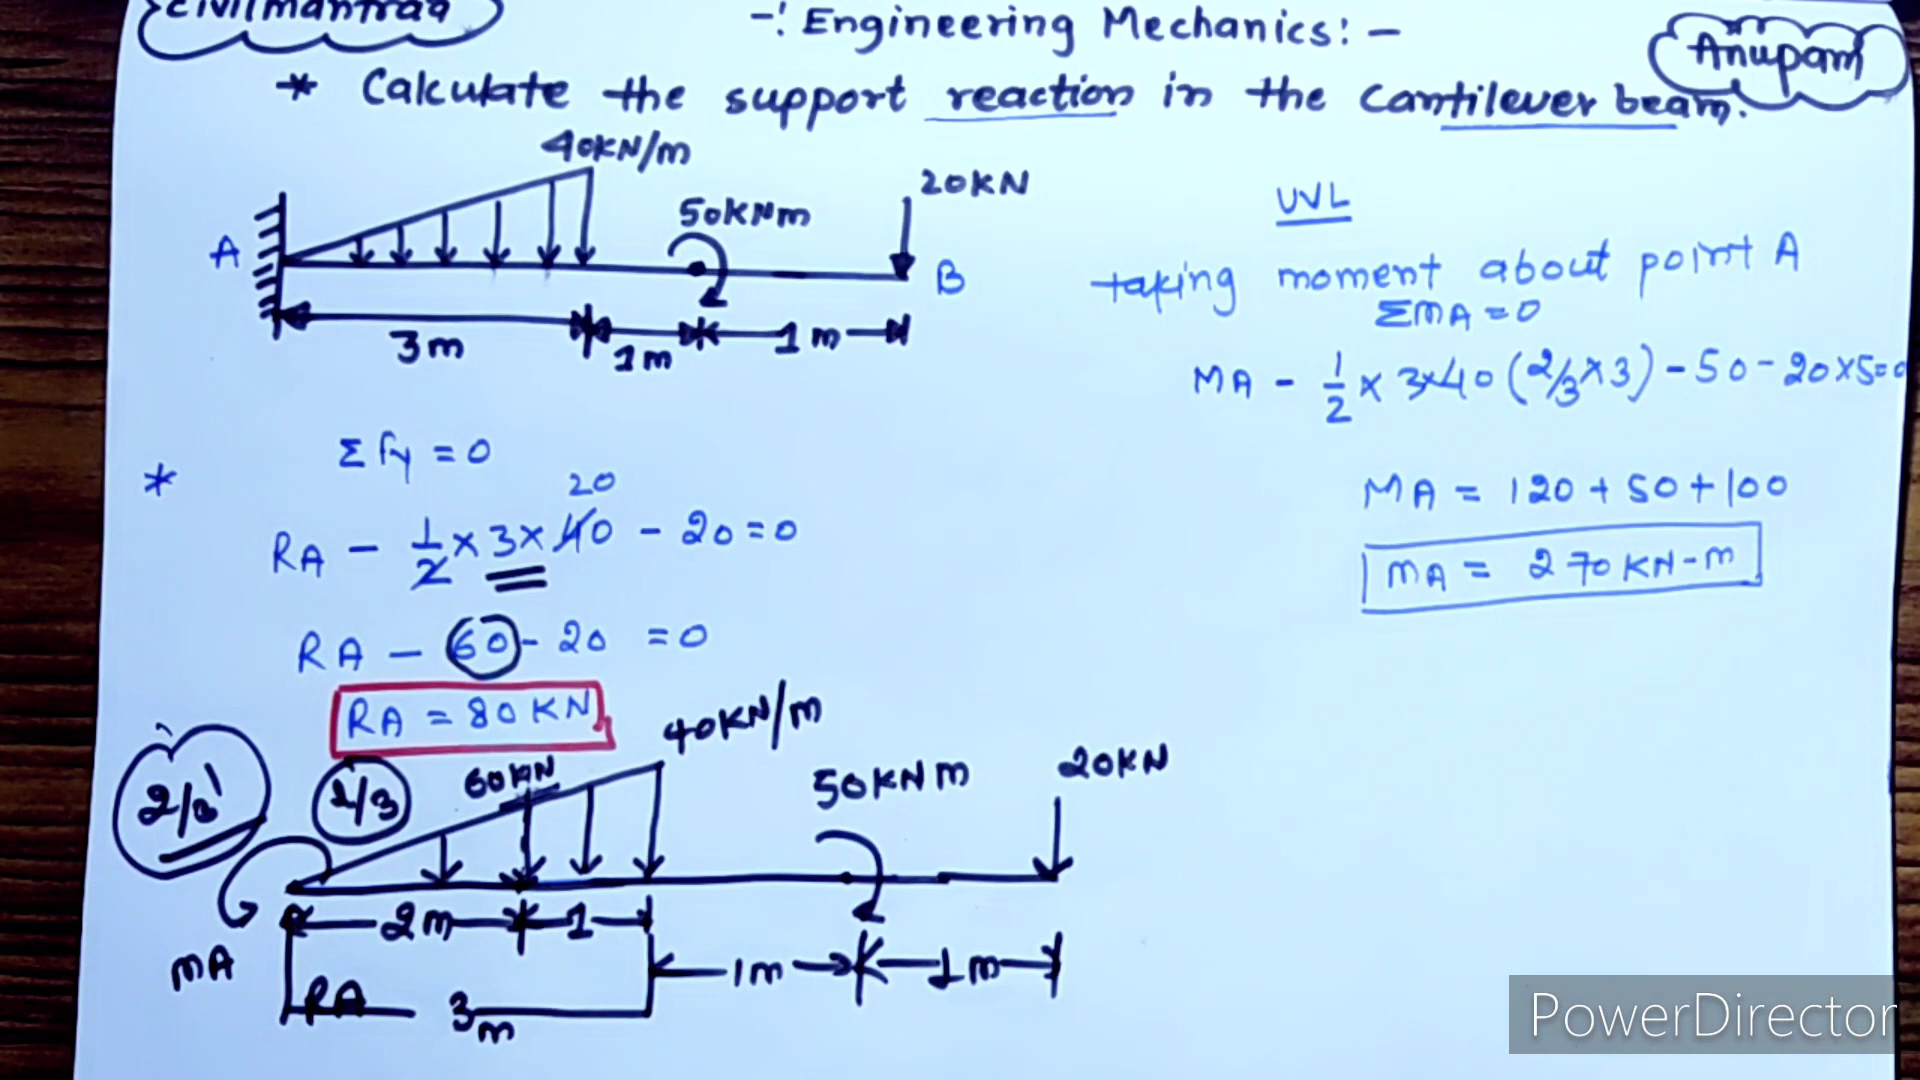 Civilmantraa
-: Engineering Mechanics: -
Anupam
* Calculate the support reaction in the cantilever beam.
40KN/m
50KNm
20KN
A
B
3m
1m
1m
UVL
taking moment about point A
ΣMA=0
MA - 1/2 × 3×40 (2/3×3) - 50 - 20×5=0
MA = 120 + 50 + 100
MA = 270 KN-m
* Σfy = 0
20
RA - 1/2 × 3× 40 - 20=0
RA - 60 - 20 = 0
RA = 80 KN
40KN/m
60KN
50KNm
20KN
2/3
1/3
2m
1
MA
1m
1m
RA
3m
PowerDirector